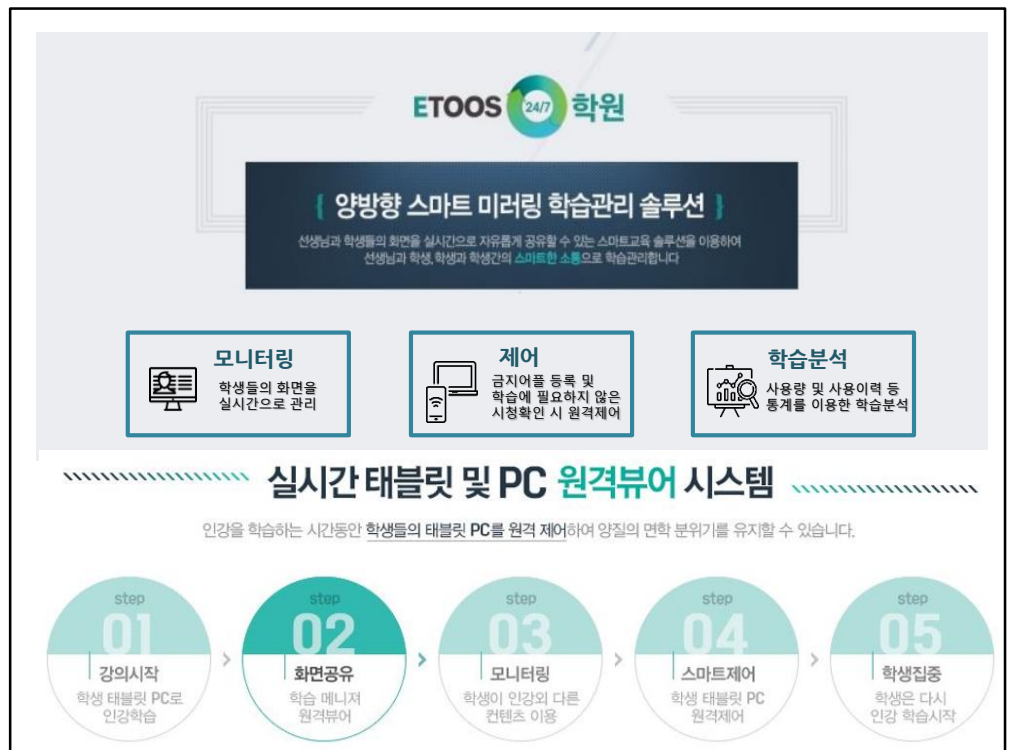 ETOOS 24/7 학원
{ 양방향 스마트 미러링 학습관리 솔루션 }
선생님과 학생들의 화면을 실시간으로 자유롭게 공유할 수 있는 스마트교육 솔루션을 이용하여
선생님과 학생, 학생과 학생간의 스마트한 소통으로 학습관리합니다
모니터링
학생들의 화면을
실시간으로 관리
제어
금지어플 등록 및
학습에 필요하지 않은
시청확인 시 원격제어
학습분석
사용량 및 사용이력 등
통계를 이용한 학습분석
실시간 태블릿 및 PC 원격뷰어 시스템
인강을 학습하는 시간동안 학생들의 태블릿 PC를 원격 제어하여 양질의 면학 분위기를 유지할 수 있습니다.
step
01
강의시작
학생 태블릿 PC로
인강학습
step
02
화면공유
학습 메니져
원격뷰어
step
03
모니터링
학생이 인강외 다른
컨텐츠 이용
step
04
스마트제어
학생 태블릿 PC
원격제어
step
05
학생집중
학생은 다시
인강 학습시작